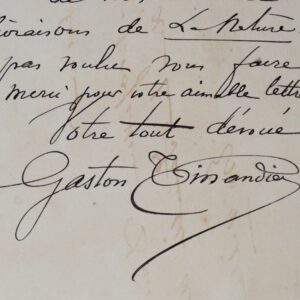 livraisons de La Nature
pas voulu vous faire
merci pour votre aimable lettre
Votre tout dévoué
Gaston Tissandier